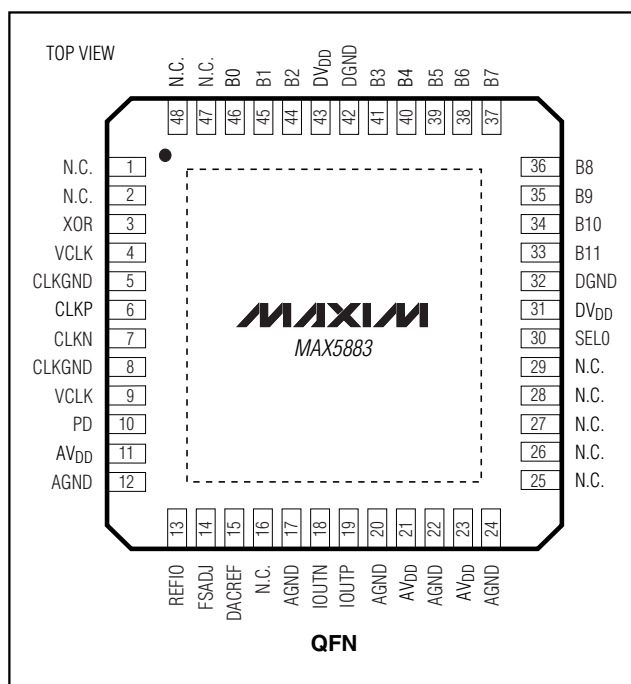 TOP VIEW
N.C. N.C. B0 B1 B2 DVDD DGND B3 B4 B5 B6 B7
48 47 46 45 44 43 42 41 40 39 38 37
N.C. 1 36 B8
N.C. 2 35 B9
XOR 3 34 B10
VCLK 4 33 B11
CLKGND 5 32 DGND
CLKP 6 31 DVDD
CLKN 7 30 SEL0
CLKGND 8 29 N.C.
VCLK 9 28 N.C.
PD 10 27 N.C.
AVDD 11 26 N.C.
AGND 12 25 N.C.
MAXIM
MAX5883
13 14 15 16 17 18 19 20 21 22 23 24
REFIO FSADJ DACREF N.C. AGND IOUTN IOUTP AGND AVDD AGND AVDD AGND
QFN